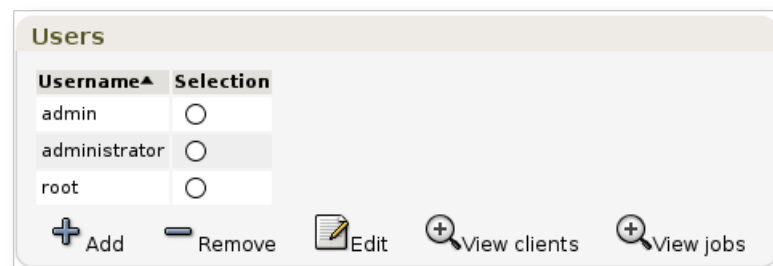 Users
Username Selection
admin
administrator
root
Add Remove Edit View clients View jobs